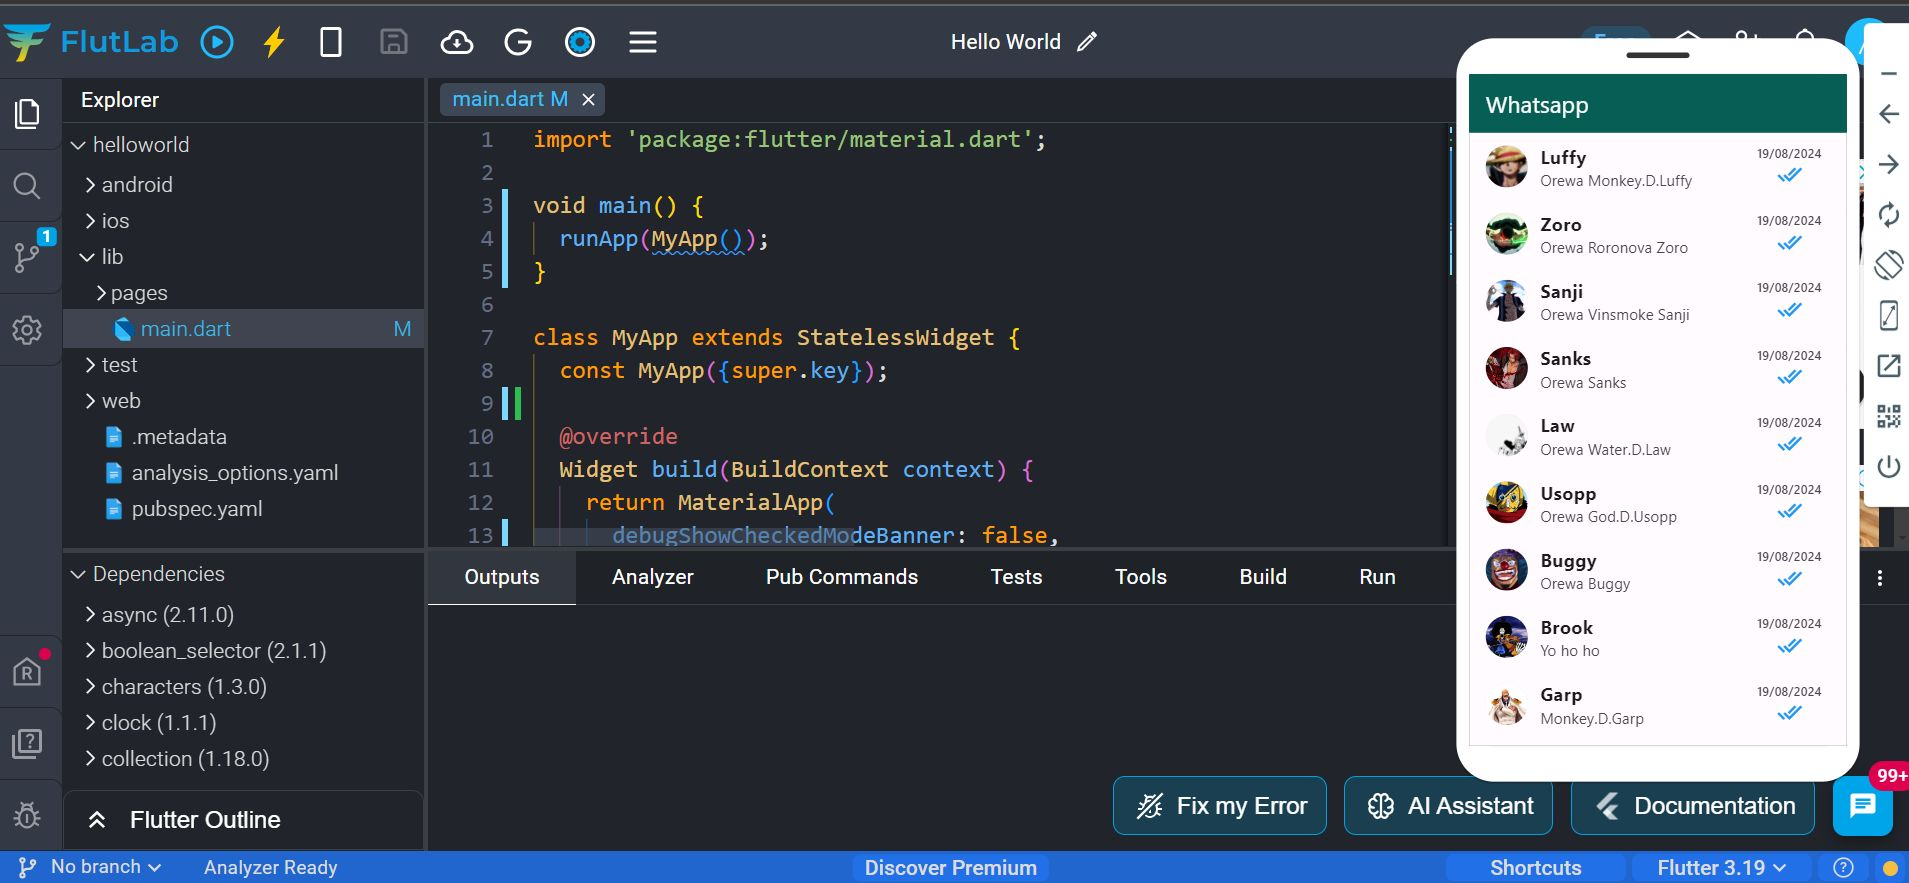 FlutLab
Hello World
Explorer
helloworld
android
ios
1
lib
pages
main.dart M
test
web
.metadata
analysis_options.yaml
pubspec.yaml
Dependencies
async (2.11.0)
boolean_selector (2.1.1)
characters (1.3.0)
clock (1.1.1)
collection (1.18.0)
R
Flutter Outline
main.dart M
1 import 'package:flutter/material.dart';
2
3 void main() {
4 runApp(MyApp());
5 }
6
7 class MyApp extends StatelessWidget {
8 const MyApp({super.key});
9
10 @override
11 Widget build(BuildContext context) {
12 return MaterialApp(
13 debugShowCheckedModeBanner: false,
Outputs Analyzer Pub Commands Tests Tools Build Run
Whatsapp
Luffy 19/08/2024
Orewa Monkey.D.Luffy
Zoro 19/08/2024
Orewa Roronova Zoro
Sanji 19/08/2024
Orewa Vinsmoke Sanji
Sanks 19/08/2024
Orewa Sanks
Law 19/08/2024
Orewa Water.D.Law
Usopp 19/08/2024
Orewa God.D.Usopp
Buggy 19/08/2024
Orewa Buggy
Brook 19/08/2024
Yo ho ho
Garp 19/08/2024
Monkey.D.Garp
Fix my Error AI Assistant Documentation
99+
No branch Analyzer Ready Discover Premium Shortcuts Flutter 3.19